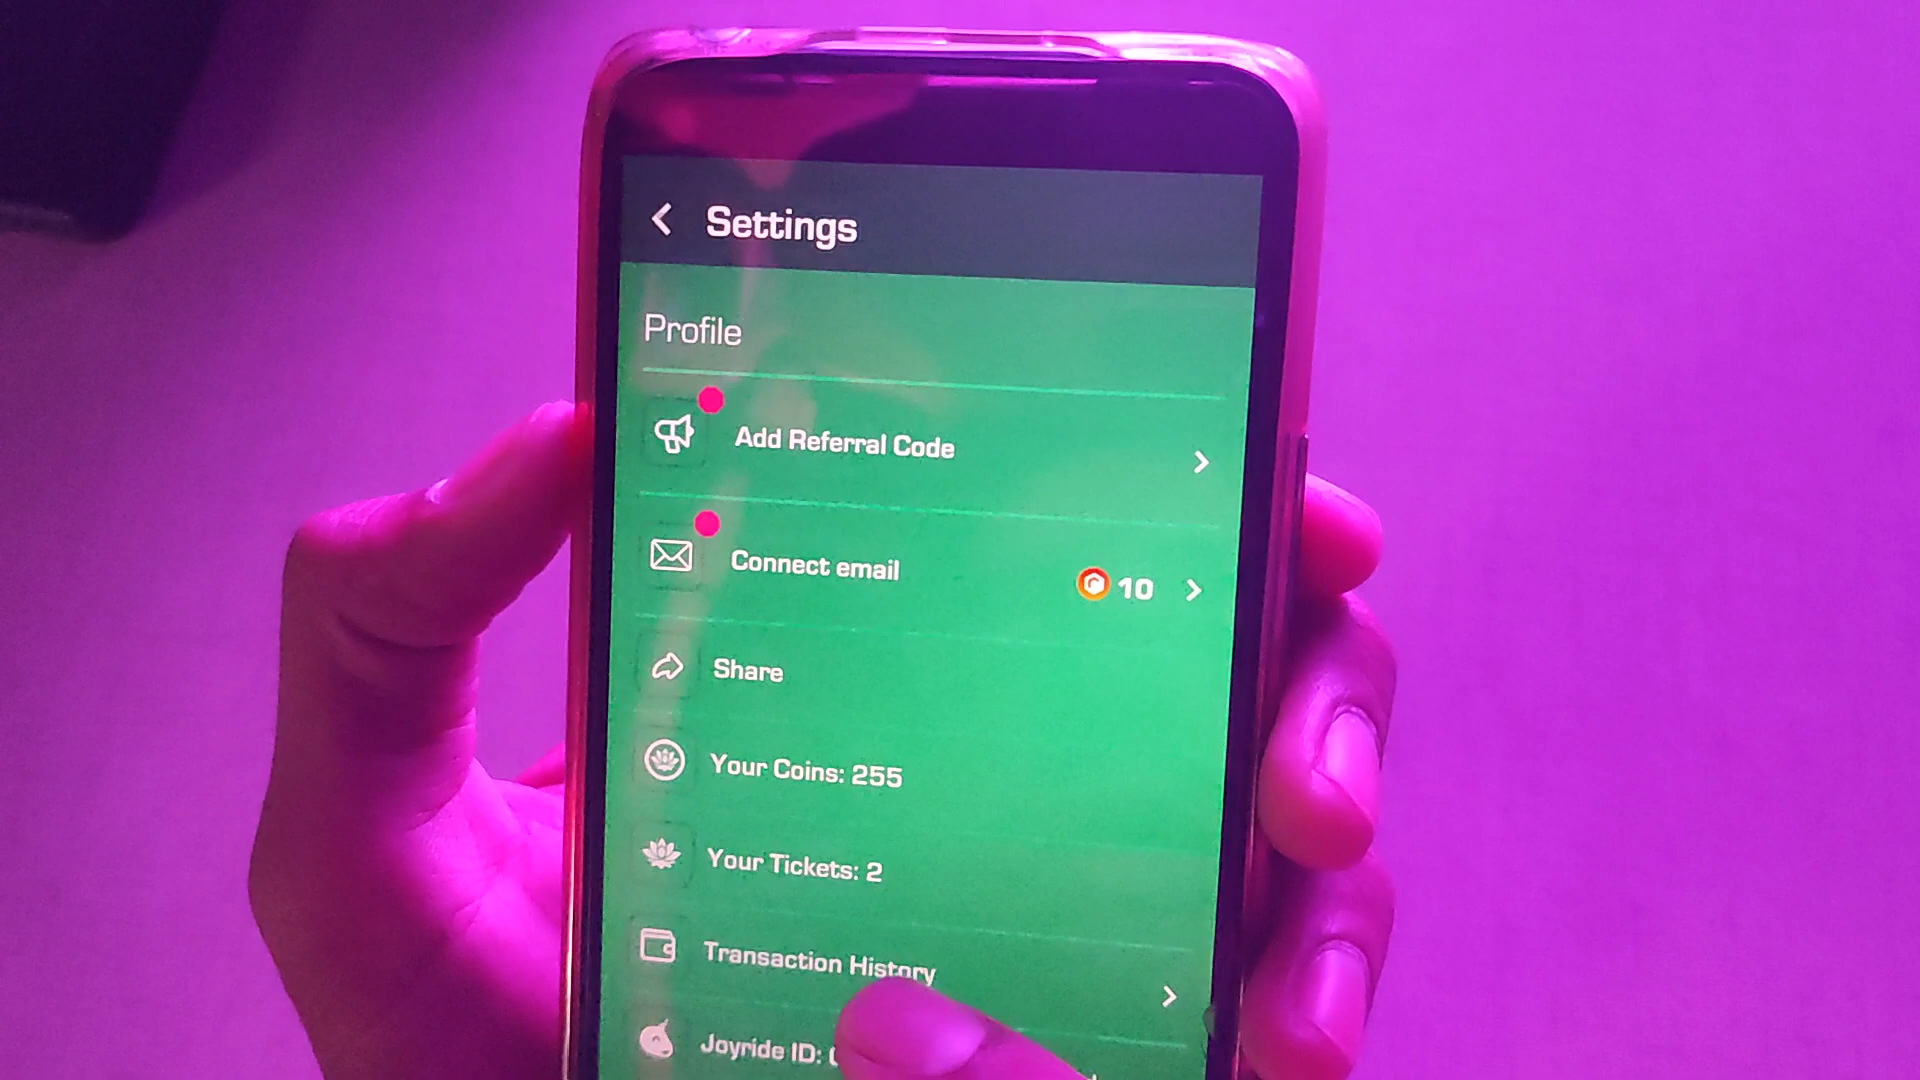 Settings
Profile
Add Referral Code
Connect email 10
Share
Your Coins: 255
Your Tickets: 2
Transaction History
Joyride ID: